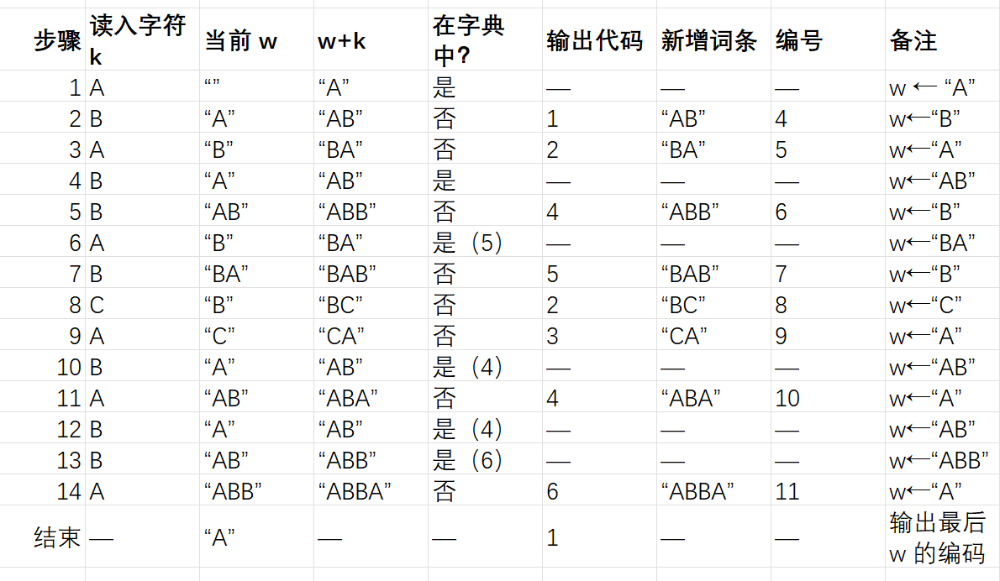 步骤 读入字符k 当前 w w+k 在字典中? 输出代码 新增词条 编号 备注
1 A “” “A” 是 — — — w ← “A”
2 B “A” “AB” 否 1 “AB” 4 w←“B”
3 A “B” “BA” 否 2 “BA” 5 w←“A”
4 B “A” “AB” 是 — — — w←“AB”
5 B “AB” “ABB” 否 4 “ABB” 6 w←“B”
6 A “B” “BA” 是（5） — — — w←“BA”
7 B “BA” “BAB” 否 5 “BAB” 7 w←“B”
8 C “B” “BC” 否 2 “BC” 8 w←“C”
9 A “C” “CA” 否 3 “CA” 9 w←“A”
10 B “A” “AB” 是（4） — — — w←“AB”
11 A “AB” “ABA” 否 4 “ABA” 10 w←“A”
12 B “A” “AB” 是（4） — — — w←“AB”
13 B “AB” “ABB” 是（6） — — — w←“ABB”
14 A “ABB” “ABBA” 否 6 “ABBA” 11 w←“A”
结束 — “A” — — 1 — — 输出最后 w 的编码